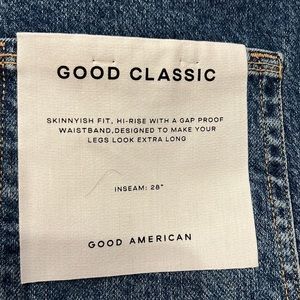 GOOD CLASSIC
SKINNYISH FIT, HI-RISE WITH A GAP PROOF
WAISTBAND,DESIGNED TO MAKE YOUR
LEGS LOOK EXTRA LONG
INSEAM: 28"
GOOD AMERICAN